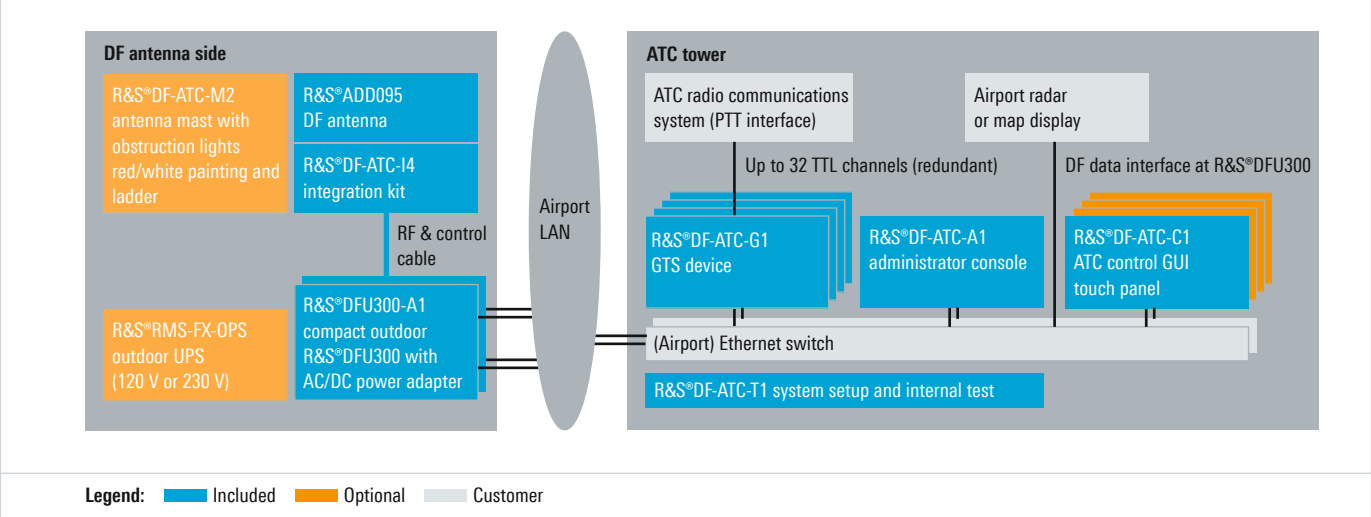 DF antenna side
R&S®DF-ATC-M2
antenna mast with
obstruction lights
red/white painting and
ladder
R&S®ADD095
DF antenna
R&S®DF-ATC-I4
integration kit
RF & control
cable
R&S®RMS-FX-OPS
outdoor UPS
(120 V or 230 V)
R&S®DFU300-A1
compact outdoor
R&S®DFU300 with
AC/DC power adapter
Airport
LAN
ATC tower
ATC radio communications
system (PTT interface)
Airport radar
or map display
Up to 32 TTL channels (redundant)
DF data interface at R&S®DFU300
R&S®DF-ATC-G1
GTS device
R&S®DF-ATC-A1
administrator console
R&S®DF-ATC-C1
ATC control GUI
touch panel
(Airport) Ethernet switch
R&S®DF-ATC-T1 system setup and internal test
Legend: Included Optional Customer